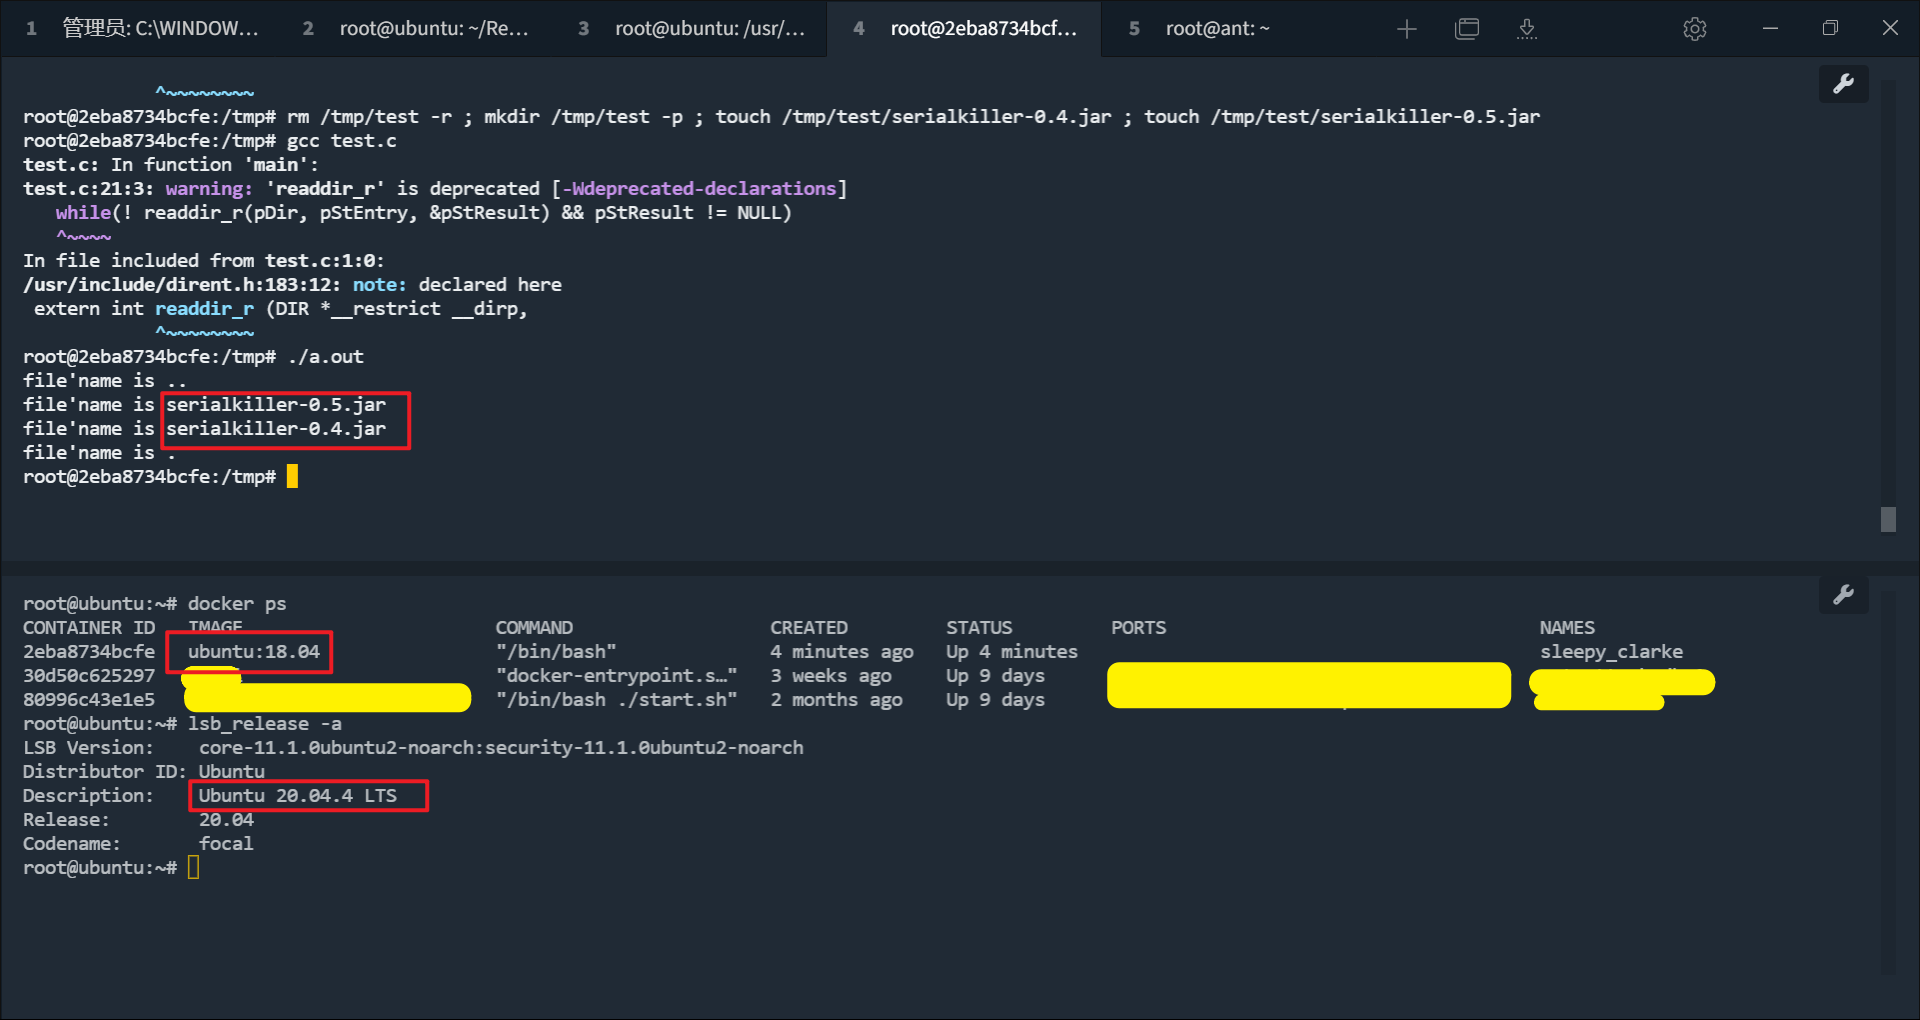 1 管理员: C:\WINDOW... 2 root@ubuntu: ~/Re... 3 root@ubuntu: /usr/... 4 root@2eba8734bcf... 5 root@ant: ~
^~~~~~~~~
root@2eba8734bcfe:/tmp# rm /tmp/test -r ; mkdir /tmp/test -p ; touch /tmp/test/serialkiller-0.4.jar ; touch /tmp/test/serialkiller-0.5.jar
root@2eba8734bcfe:/tmp# gcc test.c
test.c: In function 'main':
test.c:21:3: warning: 'readdir_r' is deprecated [-Wdeprecated-declarations]
while(! readdir_r(pDir, pStEntry, &pStResult) && pStResult != NULL)
^~~~~
In file included from test.c:1:0:
/usr/include/dirent.h:183:12: note: declared here
extern int readdir_r (DIR *__restrict __dirp,
^~~~~~~~~
root@2eba8734bcfe:/tmp# ./a.out
file'name is ..
file'name is serialkiller-0.5.jar
file'name is serialkiller-0.4.jar
file'name is .
root@2eba8734bcfe:/tmp#
root@ubuntu:~# docker ps
CONTAINER ID IMAGE COMMAND CREATED STATUS PORTS NAMES
2eba8734bcfe ubuntu:18.04 "/bin/bash" 4 minutes ago Up 4 minutes sleepy_clarke
30d50c625297 "docker-entrypoint.s…" 3 weeks ago Up 9 days
80996c43e1e5 "/bin/bash ./start.sh" 2 months ago Up 9 days
root@ubuntu:~# lsb_release -a
LSB Version: core-11.1.0ubuntu2-noarch:security-11.1.0ubuntu2-noarch
Distributor ID: Ubuntu
Description: Ubuntu 20.04.4 LTS
Release: 20.04
Codename: focal
root@ubuntu:~#